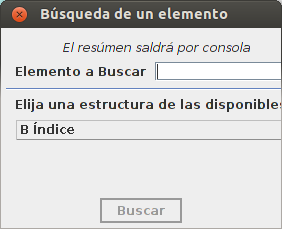 Búsqueda de un elemento
El resúmen saldrá por consola
Elemento a Buscar
Elija una estructura de las disponibles
B Índice
Buscar